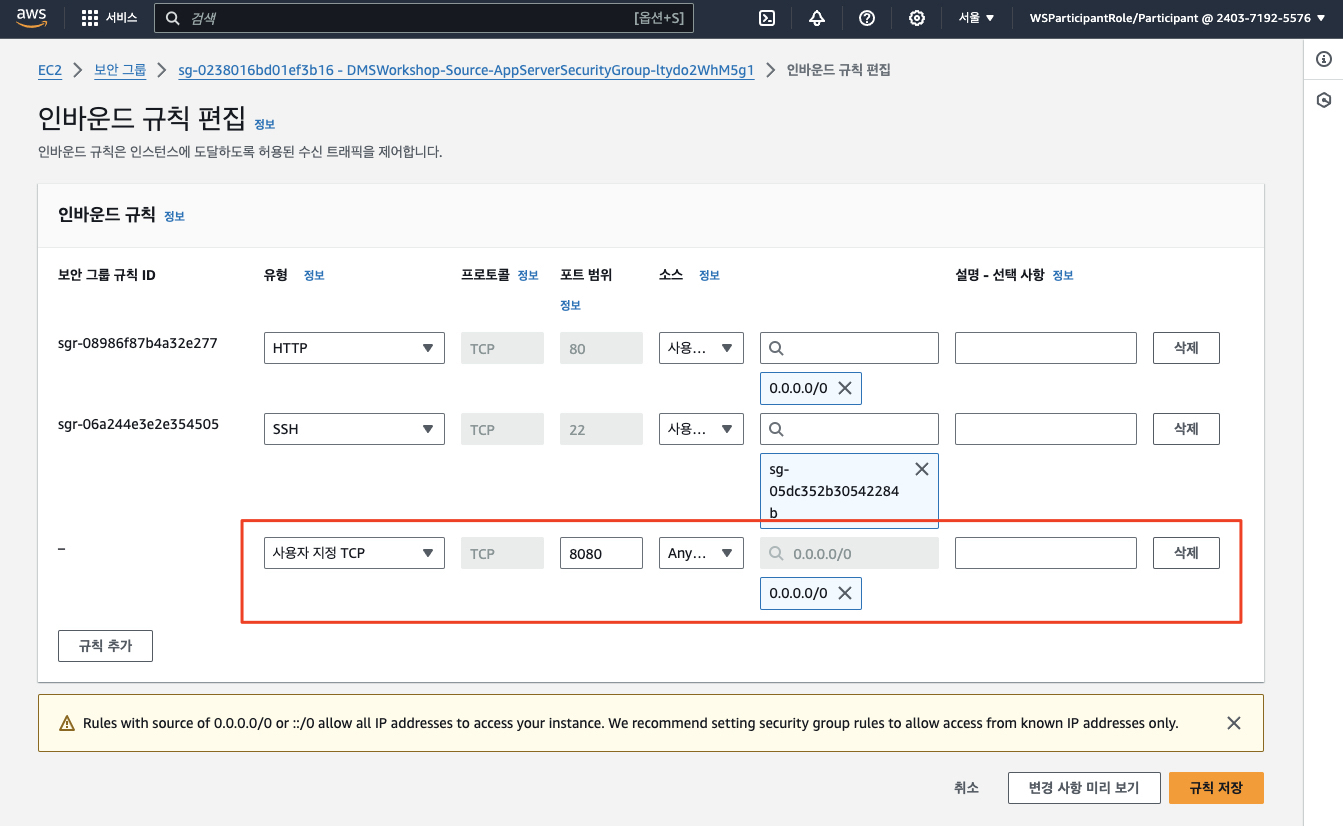 aws
서비스
검색
[옵션+S]
서울
WSParticipantRole/Participant @ 2403-7192-5576
EC2
보안 그룹
sg-0238016bd01ef3b16 - DMSWorkshop-Source-AppServerSecurityGroup-ltydo2WhM5g1
인바운드 규칙 편집
인바운드 규칙 편집 정보
인바운드 규칙은 인스턴스에 도달하도록 허용된 수신 트래픽을 제어합니다.
인바운드 규칙 정보
보안 그룹 규칙 ID
유형 정보
프로토콜 정보
포트 범위
정보
소스 정보
설명 - 선택 사항 정보
sgr-08986f87b4a32e277
HTTP
TCP
80
사용...
삭제
0.0.0.0/0
sgr-06a244e3e2e354505
SSH
TCP
22
사용...
삭제
sg-
05dc352b30542284
b
–
사용자 지정 TCP
TCP
8080
Any...
0.0.0.0/0
삭제
0.0.0.0/0
규칙 추가
Rules with source of 0.0.0.0/0 or ::/0 allow all IP addresses to access your instance. We recommend setting security group rules to allow access from known IP addresses only.
취소
변경 사항 미리 보기
규칙 저장